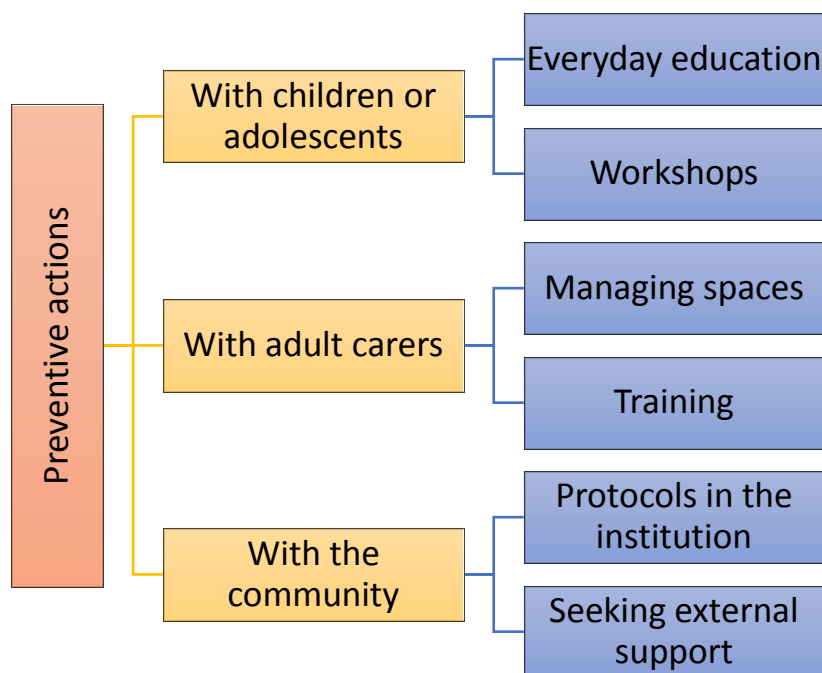 Preventive actions
With children or
adolescents
Everyday education
Workshops
With adult carers
Managing spaces
Training
With the
community
Protocols in the
institution
Seeking external
support